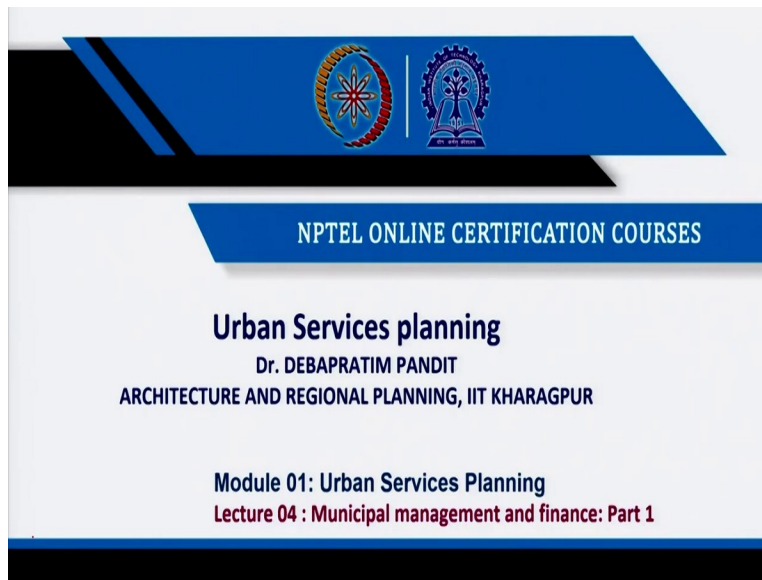 NPTEL ONLINE CERTIFICATION COURSES
Urban Services planning
Dr. DEBAPRATIM PANDIT
ARCHITECTURE AND REGIONAL PLANNING, IIT KHARAGPUR
Module 01: Urban Services Planning
Lecture 04 : Municipal management and finance: Part 1